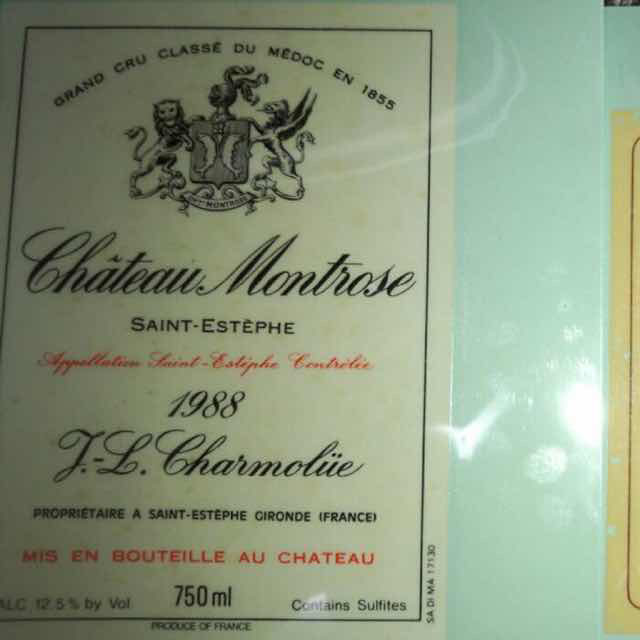 GRAND CRU CLASSÉ DU MÉDOC EN 1855
Château Montrose
SAINT-ESTÈPHE
Appellation Saint-Estèphe Contrôlée
1988
J.-L. Charmolüe
PROPRIÉTAIRE A SAINT-ESTÈPHE GIRONDE (FRANCE)
MIS EN BOUTEILLE AU CHATEAU
ALC 12.5% by Vol 750 ml Contains Sulfites
PRODUCE OF FRANCE
SA DI MA 17130